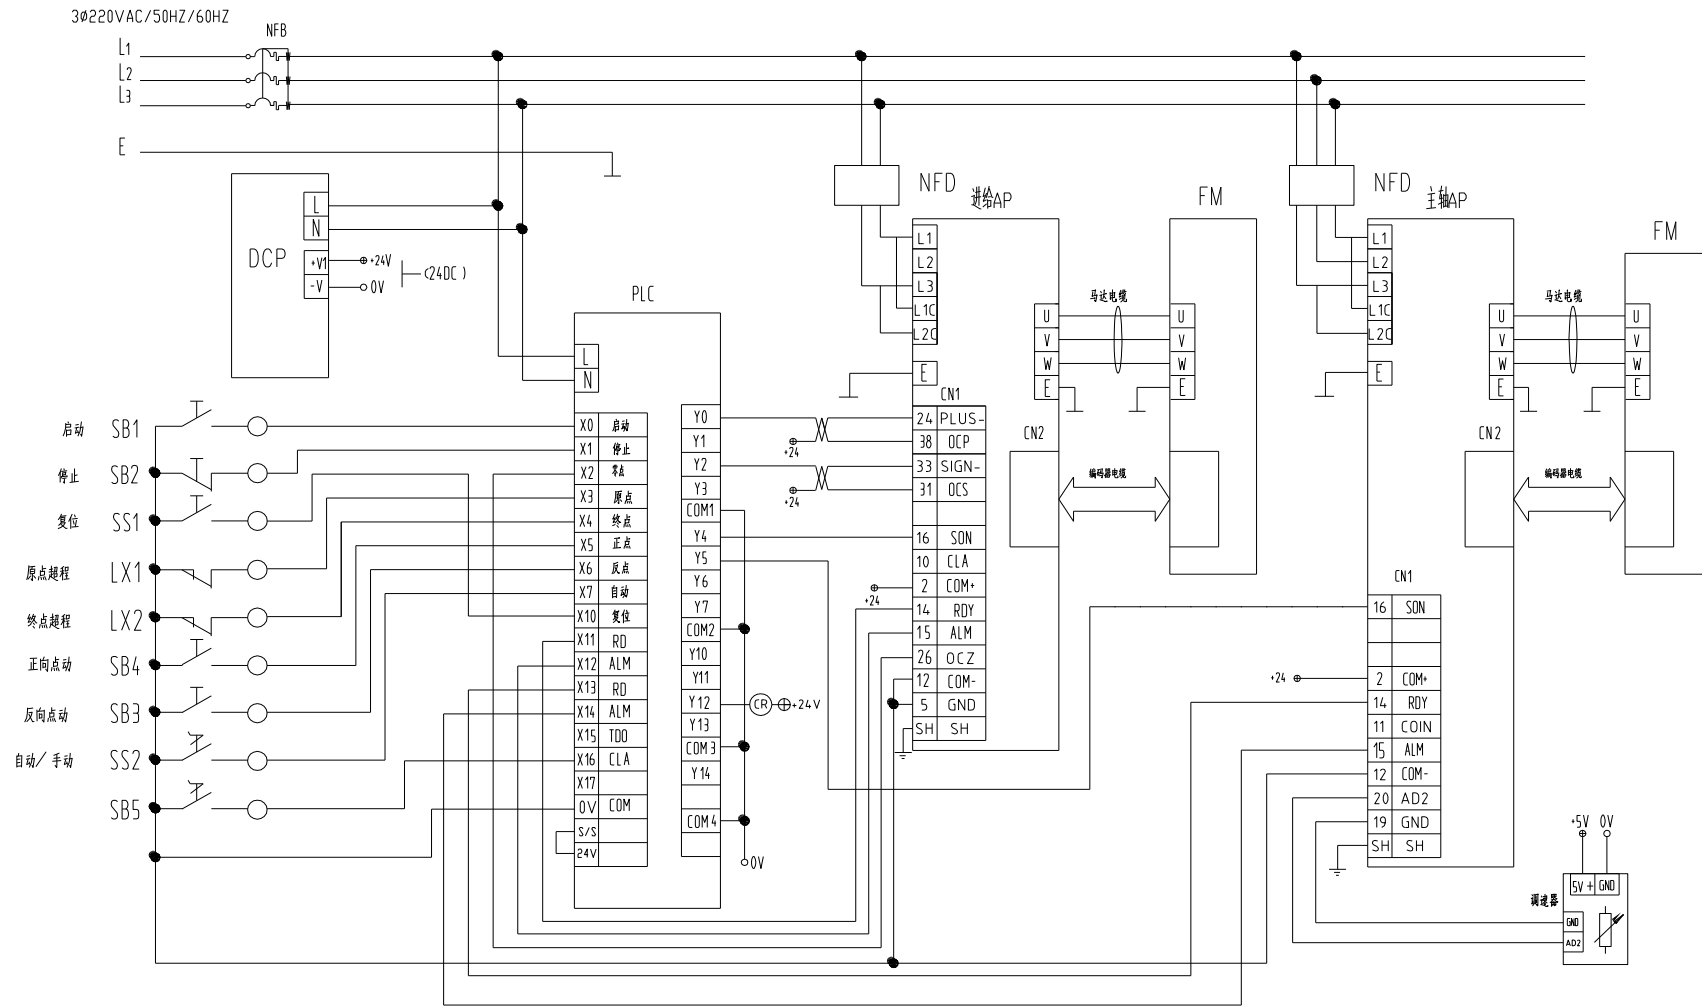 3Ø220VAC/50HZ/60HZ
NFB
L1
L2
L3
E
DCP
L
N
+V1
-V
+24V
0V
(24DC)
PLC
L
N
启动 SB1
停止 SB2
复位 SS1
原点超程 LX1
终点超程 LX2
正向点动 SB4
反向点动 SB3
自动/手动 SS2
SB5
X0 启动
X1 停止
X2 零点
X3 原点
X4 终点
X5 正点
X6 反点
X7 自动
X10 复位
X11 RD
X12 ALM
X13 RD
X14 ALM
X15 TDO
X16 CLA
X17
0V COM
S/S
24V
Y0
Y1
Y2
Y3
COM1
Y4
Y5
Y6
Y7
COM2
Y10
Y11
Y12
Y13
COM3
Y14
COM4
CR
+24V
0V
+24
+24
+24
NFD
进给AP
L1
L2
L3
L1C
L2C
E
CN1
24 PLUS-
38 OCP
33 SIGN-
31 OCS
16 SON
10 CLA
2 COM+
14 RDY
15 ALM
26 OCZ
12 COM-
5 GND
SH SH
U
V
W
E
CN2
马达电缆
编码器电缆
FM
U
V
W
E
NFD
主轴AP
L1
L2
L3
L1C
L2C
E
U
V
W
E
CN2
马达电缆
编码器电缆
FM
U
V
W
E
CN1
16 SON
+24
2 COM+
14 RDY
11 COIN
15 ALM
12 COM-
20 AD2
19 GND
SH SH
+5V 0V
5V+ GND
调速器
GND
AD2